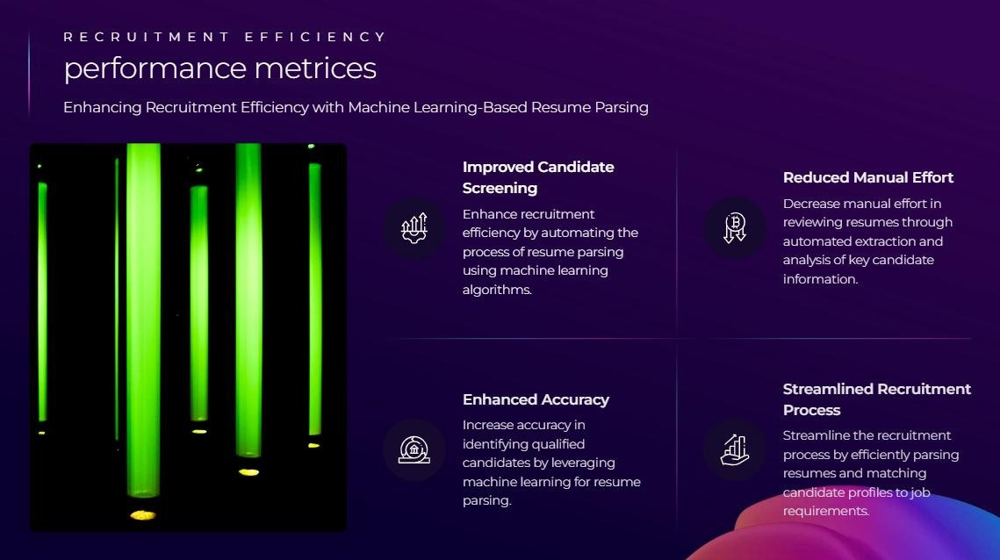 RECRUITMENT EFFICIENCY
performance metrices
Enhancing Recruitment Efficiency with Machine Learning-Based Resume Parsing
Improved Candidate
Screening
Enhance recruitment
efficiency by automating the
process of resume parsing
using machine learning
algorithms.
Reduced Manual Effort
Decrease manual effort in
reviewing resumes through
automated extraction and
analysis of key candidate
information.
Enhanced Accuracy
Increase accuracy in
identifying qualified
candidates by leveraging
machine learning for resume
parsing.
Streamlined Recruitment
Process
Streamline the recruitment
process by efficiently parsing
resumes and matching
candidate profiles to job
requirements.